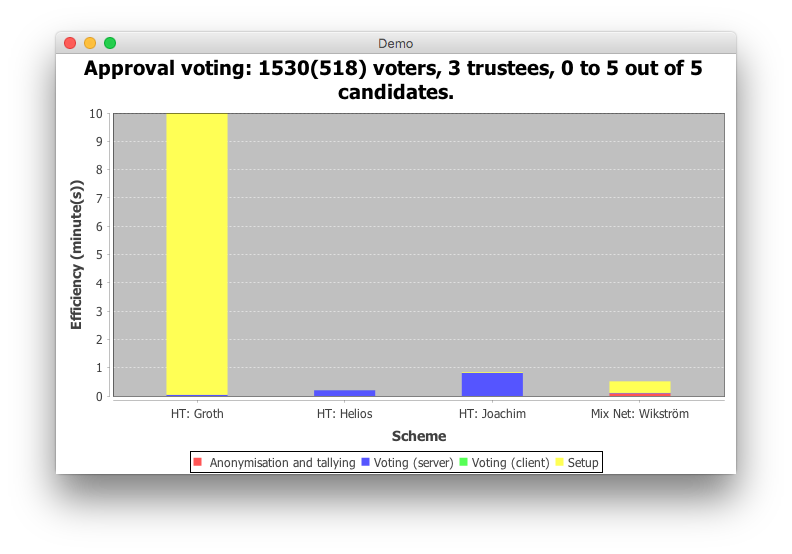 Demo
Approval voting: 1530(518) voters, 3 trustees, 0 to 5 out of 5
candidates.
10
9
8
7
6
5
4
3
2
1
0
Efficiency (minute(s))
HT: Groth HT: Helios HT: Joachim Mix Net: Wikström
Scheme
Anonymisation and tallying Voting (server) Voting (client) Setup